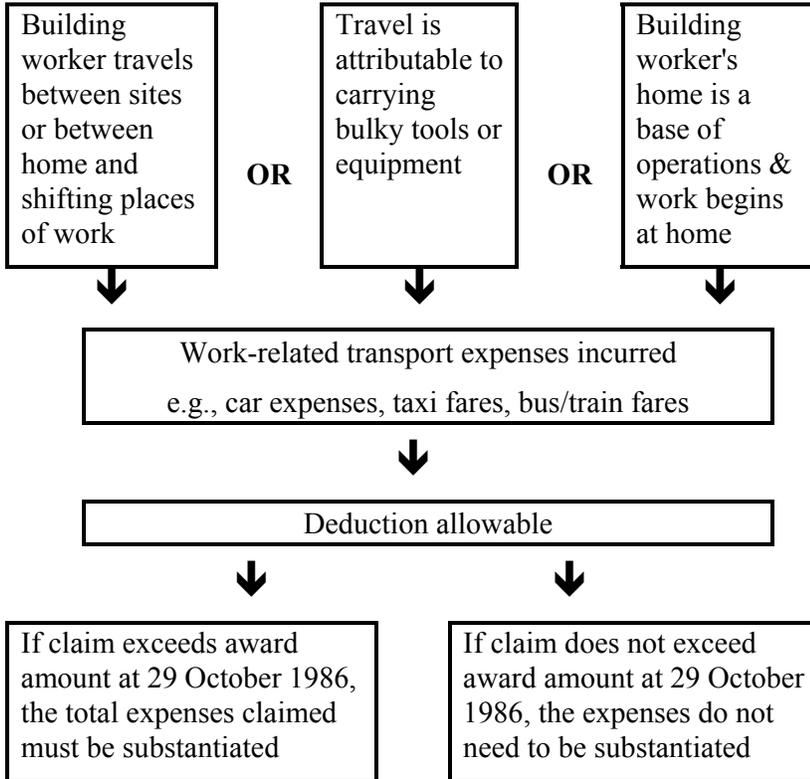 Building
worker travels
between sites
or between
home and
shifting places
of work
OR
Travel is
attributable to
carrying
bulky tools or
equipment
OR
Building
worker's
home is a
base of
operations &
work begins
at home
Work-related transport expenses incurred
e.g., car expenses, taxi fares, bus/train fares
Deduction allowable
If claim exceeds award
amount at 29 October 1986,
the total expenses claimed
must be substantiated
If claim does not exceed
award amount at 29 October
1986, the expenses do not
need to be substantiated